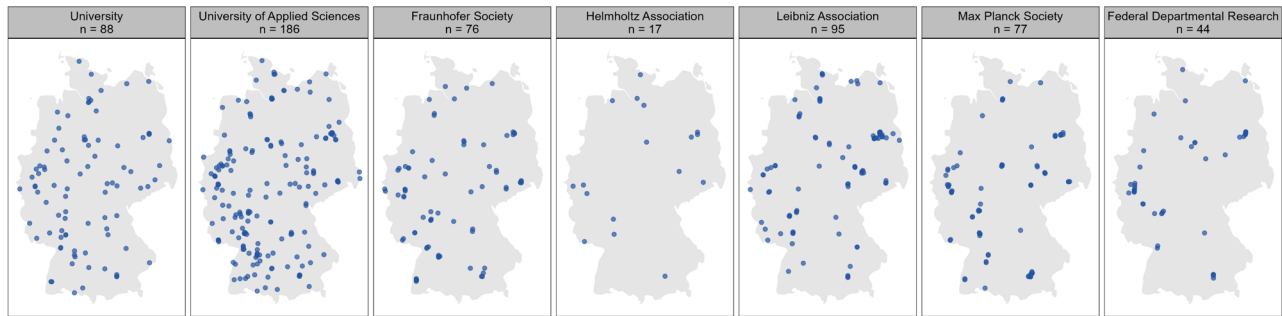 University
n = 88
University of Applied Sciences
n = 186
Fraunhofer Society
n = 76
Helmholtz Association
n = 17
Leibniz Association
n = 95
Max Planck Society
n = 77
Federal Departmental Research
n = 44